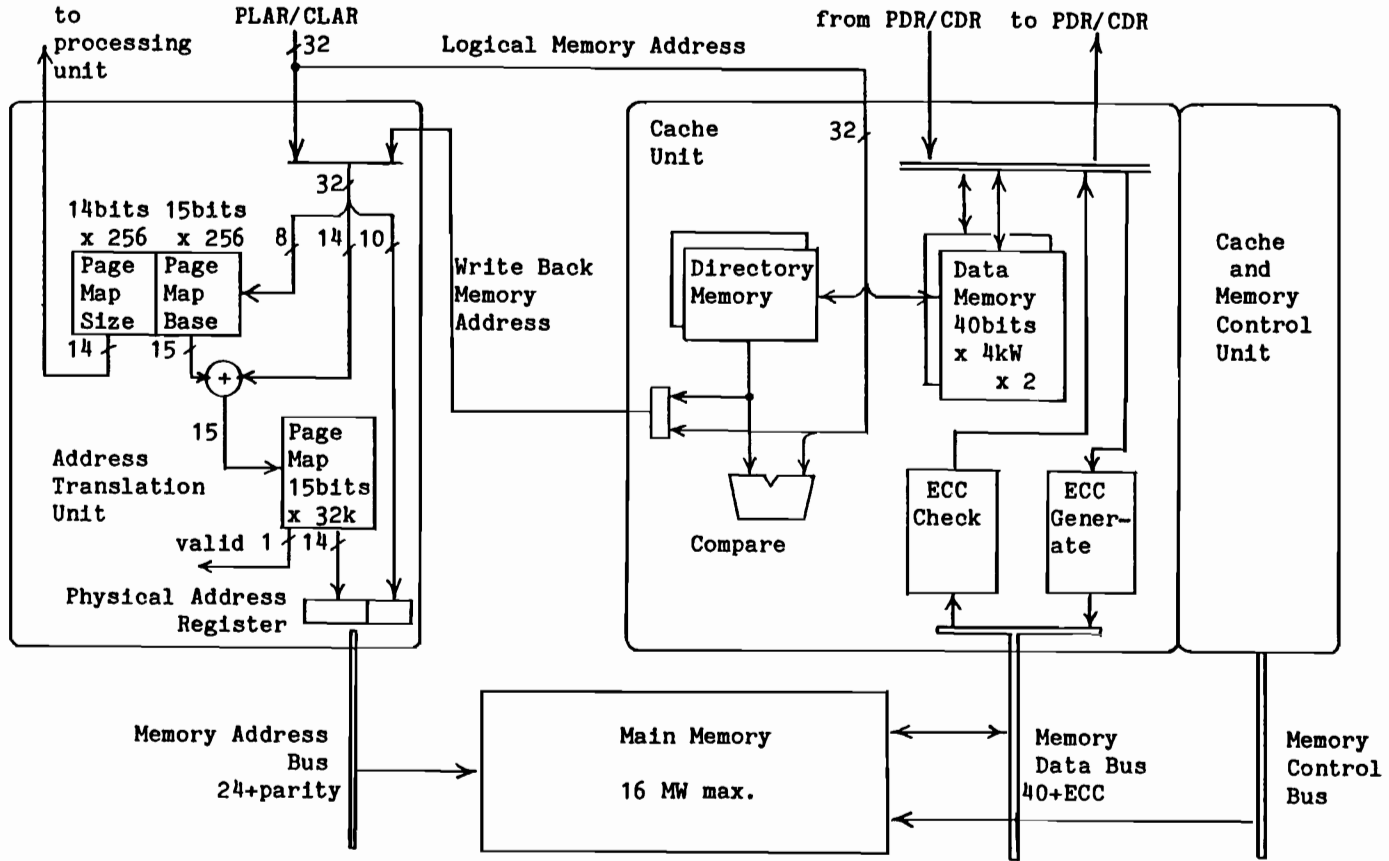 to
processing
unit
PLAR/CLAR
32
Logical Memory Address
from PDR/CDR
to PDR/CDR
32
14bits
x 256
15bits
x 256
8
14
10
Page
Map
Size
Page
Map
Base
14
15
+
15
Page
Map
15bits
x 32k
Address
Translation
Unit
valid
1
14
Physical Address
Register
Write Back
Memory
Address
Cache
Unit
32
Directory
Memory
Data
Memory
40bits
x 4kW
x 2
Compare
ECC
Check
ECC
Gener-
ate
Cache
and
Memory
Control
Unit
Memory Address
Bus
24+parity
Main Memory
16 MW max.
Memory
Data Bus
40+ECC
Memory
Control
Bus